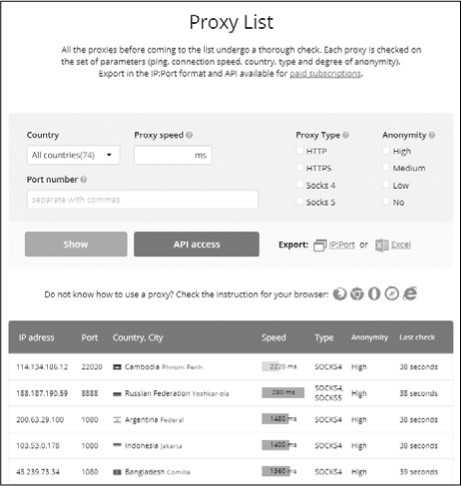 Proxy List
All the proxies before coming to the list undergo a thorough check. Each proxy is checked on
the set of parameters (ping, connection speed, country, type and degree of anonymity).
Export in the IP:Port format and API available for paid subscriptions.
Country Proxy speed Proxy Type Anonymity
All countries(74) ms HTTP High
HTTPS Medium
Port number Socks 4 Low
separate with commas Socks 5 No
Show API access Export: IP:Port or Excel
Do not know how to use a proxy? Check the instruction for your browser:
IP adress Port Country, City Speed Type Anonymity Last check
114.134.186.12 22020 Cambodia Phnom Penh 2220 ms SOCKS4 High 38 seconds
188.187.190.59 8888 Russian Federation Yoshkar-ola 280 ms SOCKS4, SOCKS5 High 38 seconds
200.63.29.100 1080 Argentina Federal 1480 ms SOCKS4 High 38 seconds
103.53.0.178 1080 Indonesia Jakarta 1400 ms SOCKS4 High 38 seconds
43.239.73.34 1080 Bangladesh Comilla 1360 ms SOCKS4 High 39 seconds